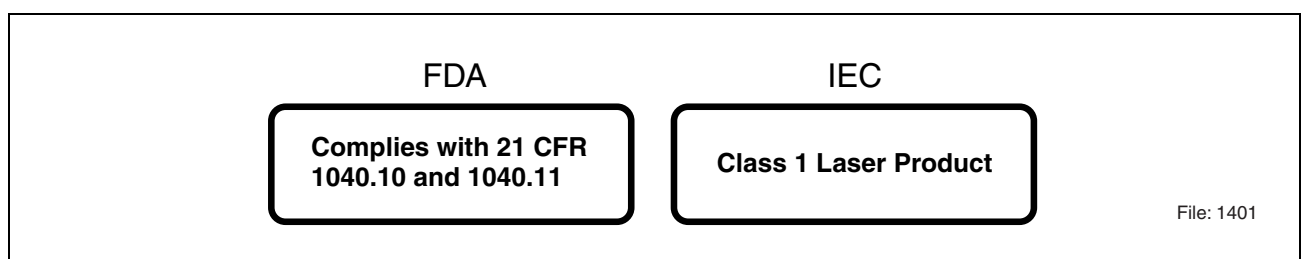 FDA
IEC
Complies with 21 CFR
1040.10 and 1040.11
Class 1 Laser Product
File: 1401